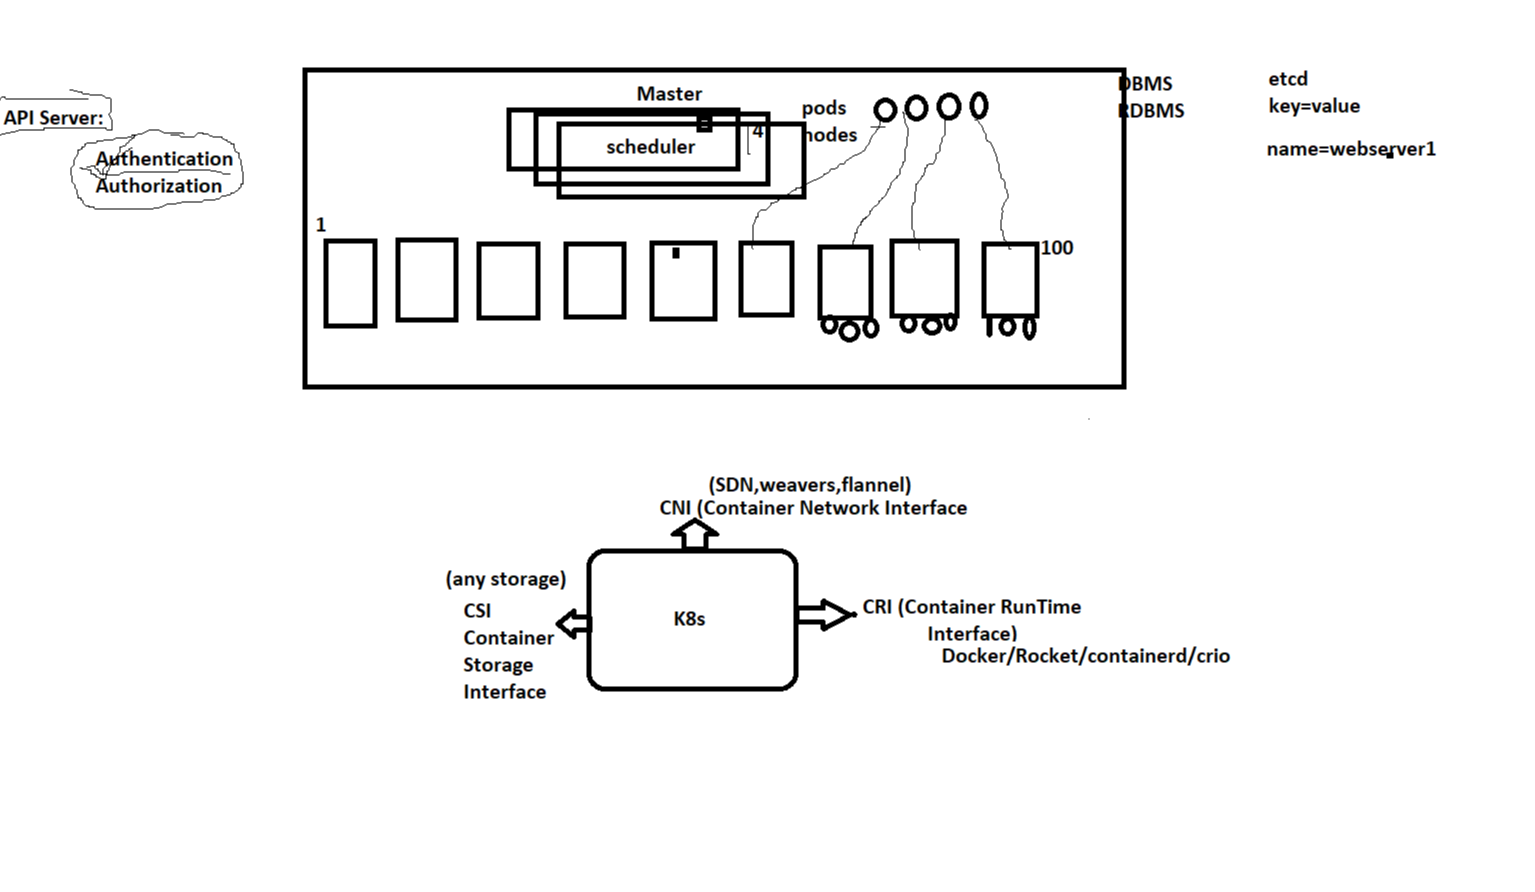 API Server:
Authentication
Authorization
Master
scheduler
4
pods
nodes
DBMS
RDBMS
etcd
key=value
name=webserver1
1
100
(SDN,weavers,flannel)
CNI (Container Network Interface
(any storage)
CSI
Container
Storage
Interface
K8s
CRI (Container RunTime
Interface)
Docker/Rocket/containerd/crio